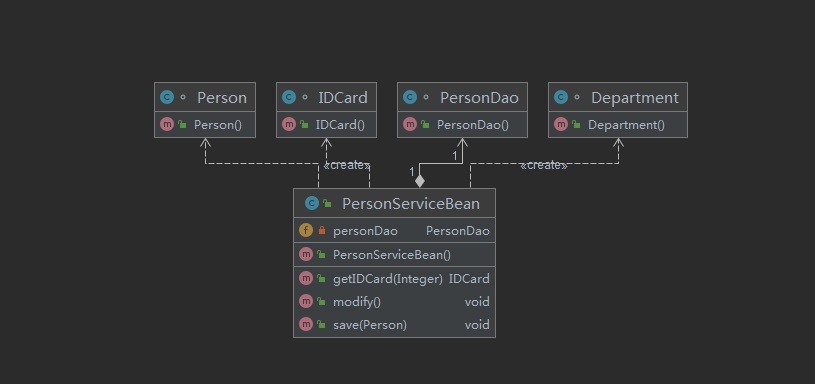 Person
Person()
IDCard
IDCard()
PersonDao
PersonDao()
Department
Department()
«create»
1
1
«create»
PersonServiceBean
personDao PersonDao
PersonServiceBean()
getIDCard(Integer) IDCard
modify() void
save(Person) void